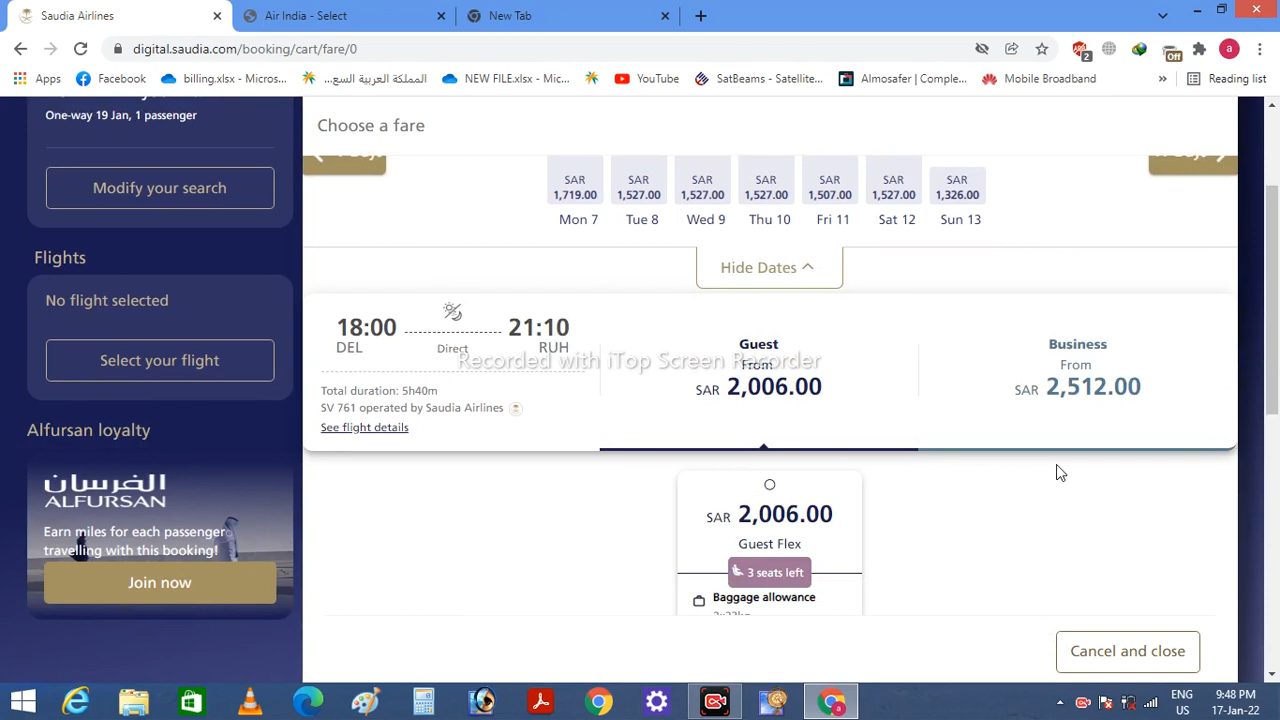 Saudia Airlines
Air India - Select
New Tab
digital.saudia.com/booking/cart/fare/0
2
Off
a
Apps
Facebook
billing.xlsx - Micros...
المملكة العربية السع...
NEW FILE.xlsx - Mic...
YouTube
SatBeams - Satellite...
Almosafer | Comple...
Mobile Broadband
»
Reading list
One-way 19 Jan, 1 passenger
Modify your search
Flights
No flight selected
Select your flight
Alfursan loyalty
الفرسان
ALFURSAN
Earn miles for each passenger
travelling with this booking!
Join now
Choose a fare
SAR
1,719.00
Mon 7
SAR
1,527.00
Tue 8
SAR
1,527.00
Wed 9
SAR
1,527.00
Thu 10
SAR
1,507.00
Fri 11
SAR
1,527.00
Sat 12
SAR
1,326.00
Sun 13
Hide Dates
18:00
21:10
DEL
Direct
RUH
Total duration: 5h40m
SV 761 operated by Saudia Airlines
See flight details
Guest
From
SAR 2,006.00
Business
From
SAR 2,512.00
Recorded with iTop Screen Recorder
SAR 2,006.00
Guest Flex
3 seats left
Baggage allowance
Cancel and close
ENG
US
9:48 PM
17-Jan-22